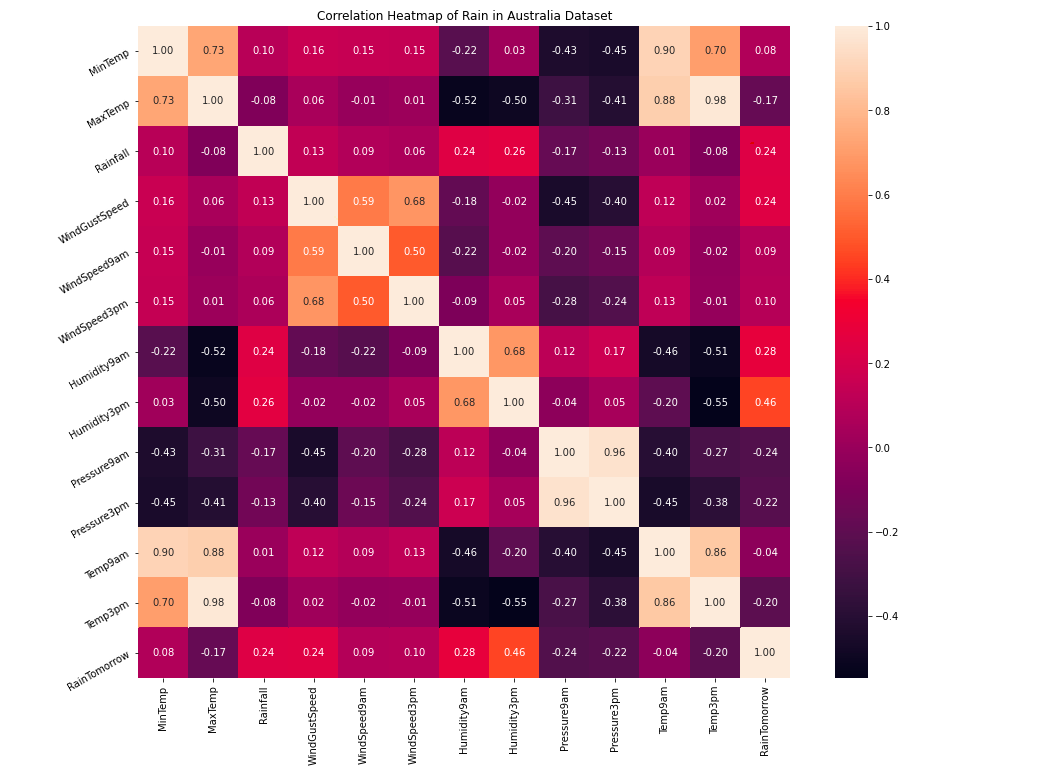 Correlation Heatmap of Rain in Australia Dataset
MinTemp 1.00 0.73 0.10 0.16 0.15 0.15 -0.22 0.03 -0.43 -0.45 0.90 0.70 0.08
MaxTemp 0.73 1.00 -0.08 0.06 -0.01 0.01 -0.52 -0.50 -0.31 -0.41 0.88 0.98 -0.17
Rainfall 0.10 -0.08 1.00 0.13 0.09 0.06 0.24 0.26 -0.17 -0.13 0.01 -0.08 0.24
WindGustSpeed 0.16 0.06 0.13 1.00 0.59 0.68 -0.18 -0.02 -0.45 -0.40 0.12 0.02 0.24
WindSpeed9am 0.15 -0.01 0.09 0.59 1.00 0.50 -0.22 -0.02 -0.20 -0.15 0.09 -0.02 0.09
WindSpeed3pm 0.15 0.01 0.06 0.68 0.50 1.00 -0.09 0.05 -0.28 -0.24 0.13 -0.01 0.10
Humidity9am -0.22 -0.52 0.24 -0.18 -0.22 -0.09 1.00 0.68 0.12 0.17 -0.46 -0.51 0.28
Humidity3pm 0.03 -0.50 0.26 -0.02 -0.02 0.05 0.68 1.00 -0.04 0.05 -0.20 -0.55 0.46
Pressure9am -0.43 -0.31 -0.17 -0.45 -0.20 -0.28 0.12 -0.04 1.00 0.96 -0.40 -0.27 -0.24
Pressure3pm -0.45 -0.41 -0.13 -0.40 -0.15 -0.24 0.17 0.05 0.96 1.00 -0.45 -0.38 -0.22
Temp9am 0.90 0.88 0.01 0.12 0.09 0.13 -0.46 -0.20 -0.40 -0.45 1.00 0.86 -0.04
Temp3pm 0.70 0.98 -0.08 0.02 -0.02 -0.01 -0.51 -0.55 -0.27 -0.38 0.86 1.00 -0.20
RainTomorrow 0.08 -0.17 0.24 0.24 0.09 0.10 0.28 0.46 -0.24 -0.22 -0.04 -0.20 1.00
MinTemp MaxTemp Rainfall WindGustSpeed WindSpeed9am WindSpeed3pm Humidity9am Humidity3pm Pressure9am Pressure3pm Temp9am Temp3pm RainTomorrow
1.0
0.8
0.6
0.4
0.2
0.0
−0.2
−0.4